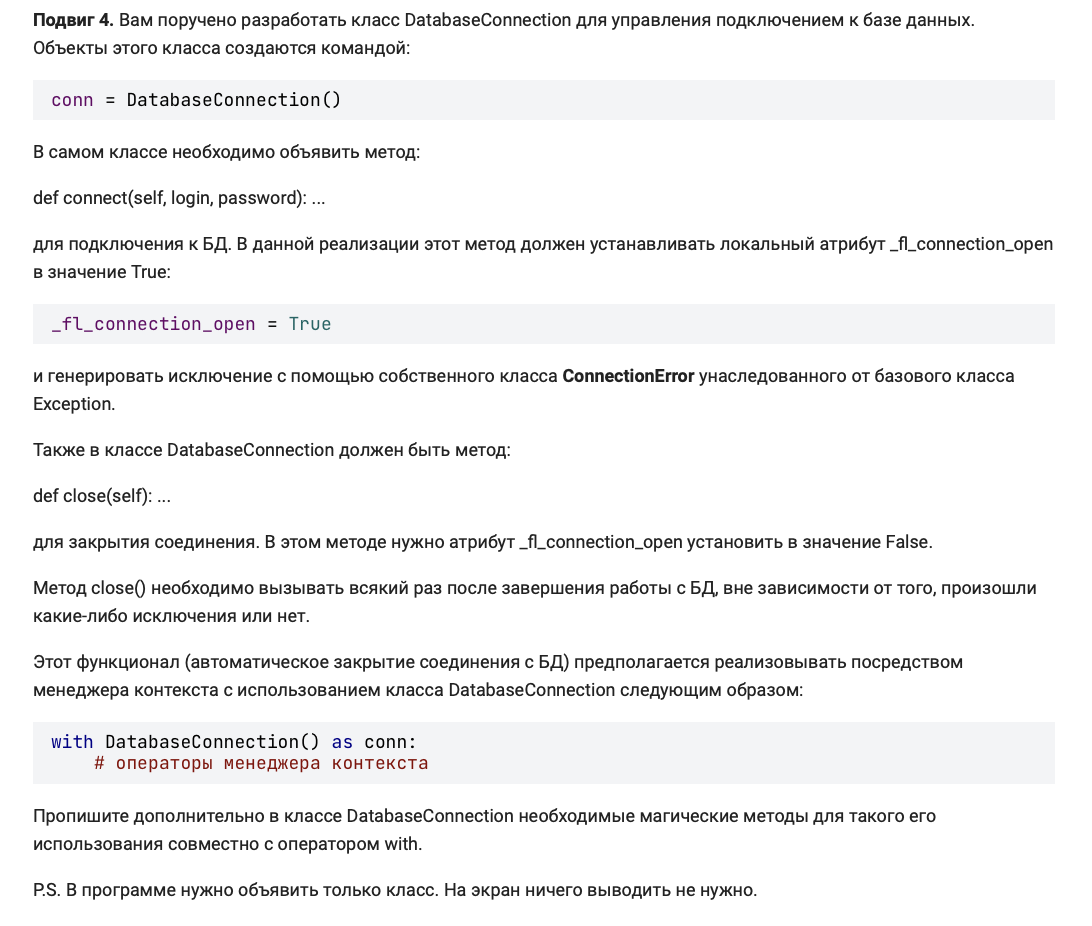 Подвиг 4. Вам поручено разработать класс DatabaseConnection для управления подключением к базе данных.
Объекты этого класса создаются командой:
conn = DatabaseConnection()
В самом классе необходимо объявить метод:
def connect(self, login, password): ...
для подключения к БД. В данной реализации этот метод должен устанавливать локальный атрибут _fl_connection_open
в значение True:
_fl_connection_open = True
и генерировать исключение с помощью собственного класса ConnectionError унаследованного от базового класса
Exception.
Также в классе DatabaseConnection должен быть метод:
def close(self): ...
для закрытия соединения. В этом методе нужно атрибут _fl_connection_open установить в значение False.
Метод close() необходимо вызывать всякий раз после завершения работы с БД, вне зависимости от того, произошли
какие-либо исключения или нет.
Этот функционал (автоматическое закрытие соединения с БД) предполагается реализовывать посредством
менеджера контекста с использованием класса DatabaseConnection следующим образом:
with DatabaseConnection() as conn:
    # операторы менеджера контекста
Пропишите дополнительно в классе DatabaseConnection необходимые магические методы для такого его
использования совместно с оператором with.
P.S. В программе нужно объявить только класс. На экран ничего выводить не нужно.